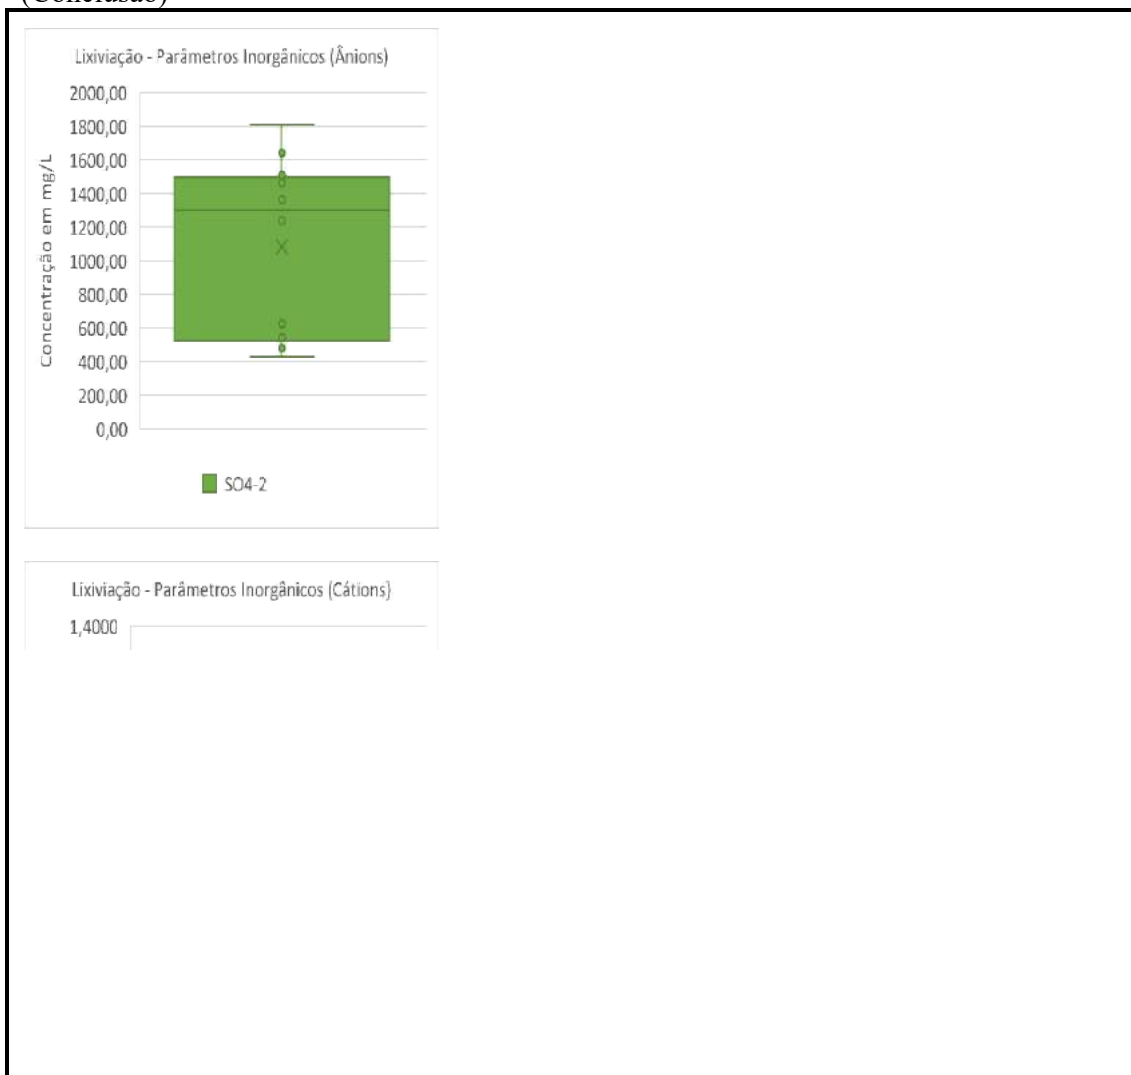 (Conclusão)
Lixiviação - Parâmetros Inorgânicos (Ânions)
2000,00
1800,00
1600,00
1400,00
1200,00
1000,00
800,00
600,00
400,00
200,00
0,00
Concentração em mg/L
SO4-2
Lixiviação - Parâmetros Inorgânicos (Cátions)
1,4000